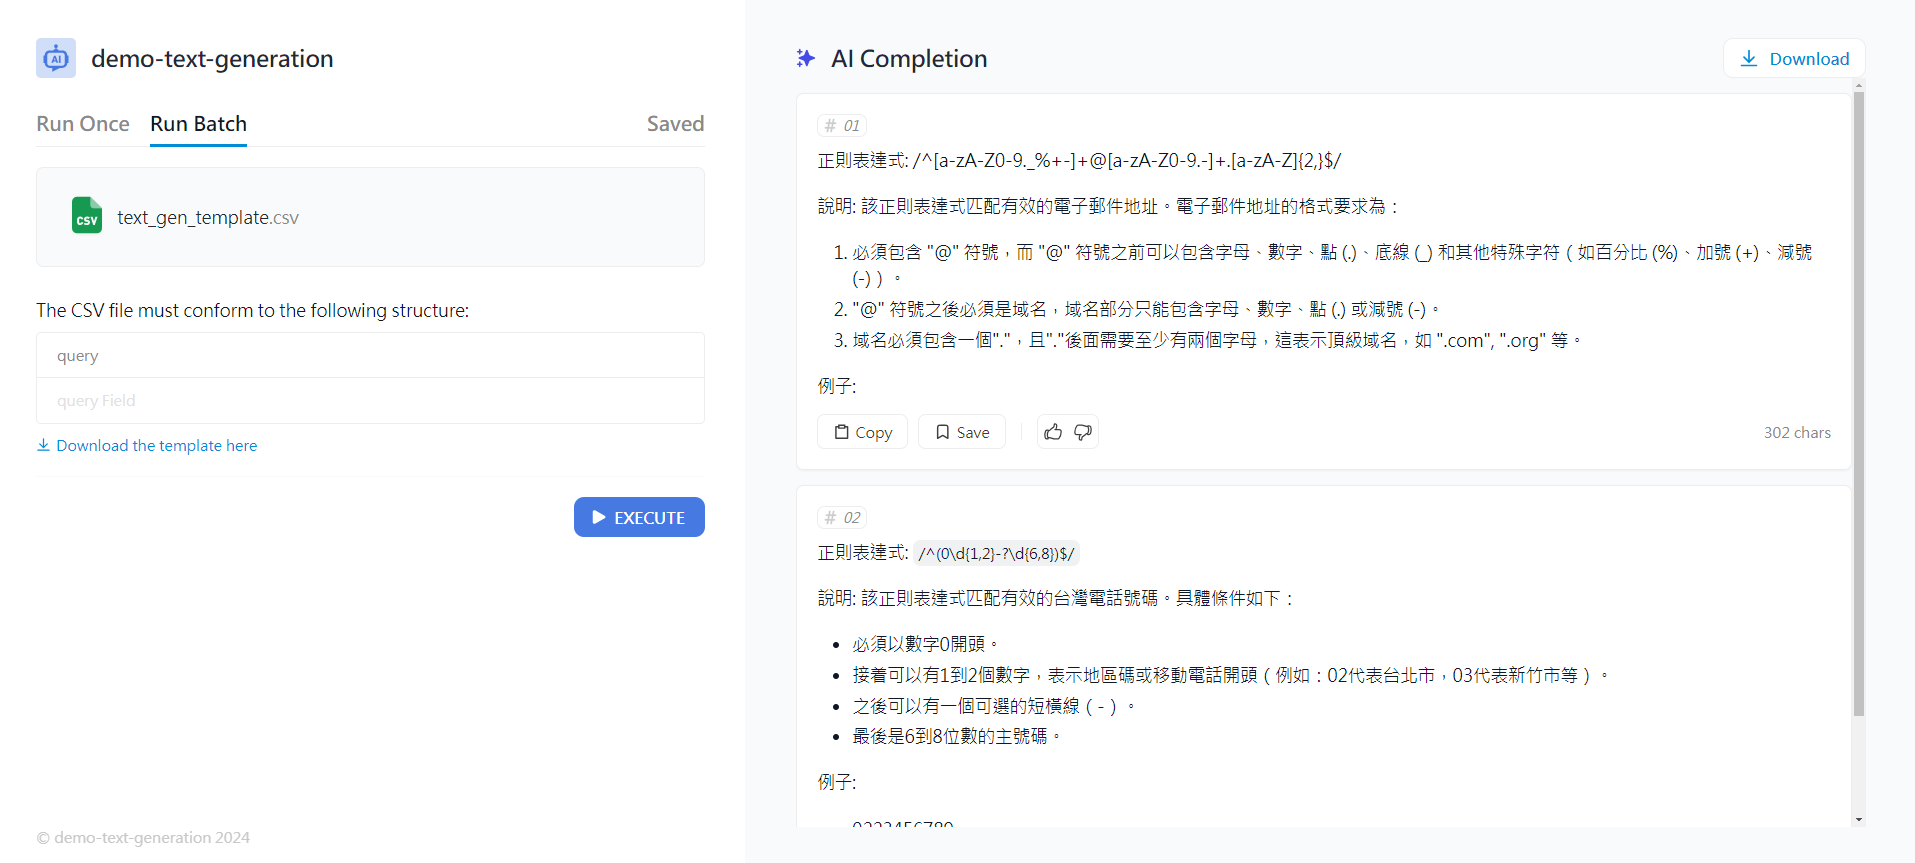 demo-text-generation
Run Once
Run Batch
Saved
CSV
text_gen_template.csv
The CSV file must conform to the following structure:
query
query Field
Download the template here
EXECUTE
© demo-text-generation 2024
AI Completion
Download
# 01
正則表達式: /^[a-zA-Z0-9._%+-]+@[a-zA-Z0-9.-]+.[a-zA-Z]{2,}$/
說明: 該正則表達式匹配有效的電子郵件地址。電子郵件地址的格式要求為：
1. 必須包含 "@" 符號，而 "@" 符號之前可以包含字母、數字、點 (.)、底線 (_) 和其他特殊字符（如百分比 (%)、加號 (+)、減號
(-)）。
2. "@" 符號之後必須是域名，域名部分只能包含字母、數字、點 (.) 或減號 (-)。
3. 域名必須包含一個"."，且"."後面需要至少有兩個字母，這表示頂級域名，如 ".com", ".org" 等。
例子:
Copy
Save
302 chars
# 02
正則表達式: /^(0\d{1,2}-?\d{6,8})$/
說明: 該正則表達式匹配有效的台灣電話號碼。具體條件如下：
• 必須以數字0開頭。
• 接着可以有1到2個數字，表示地區碼或移動電話開頭（例如：02代表台北市，03代表新竹市等）。
• 之後可以有一個可選的短橫線（-）。
• 最後是6到8位數的主號碼。
例子:
0223456789